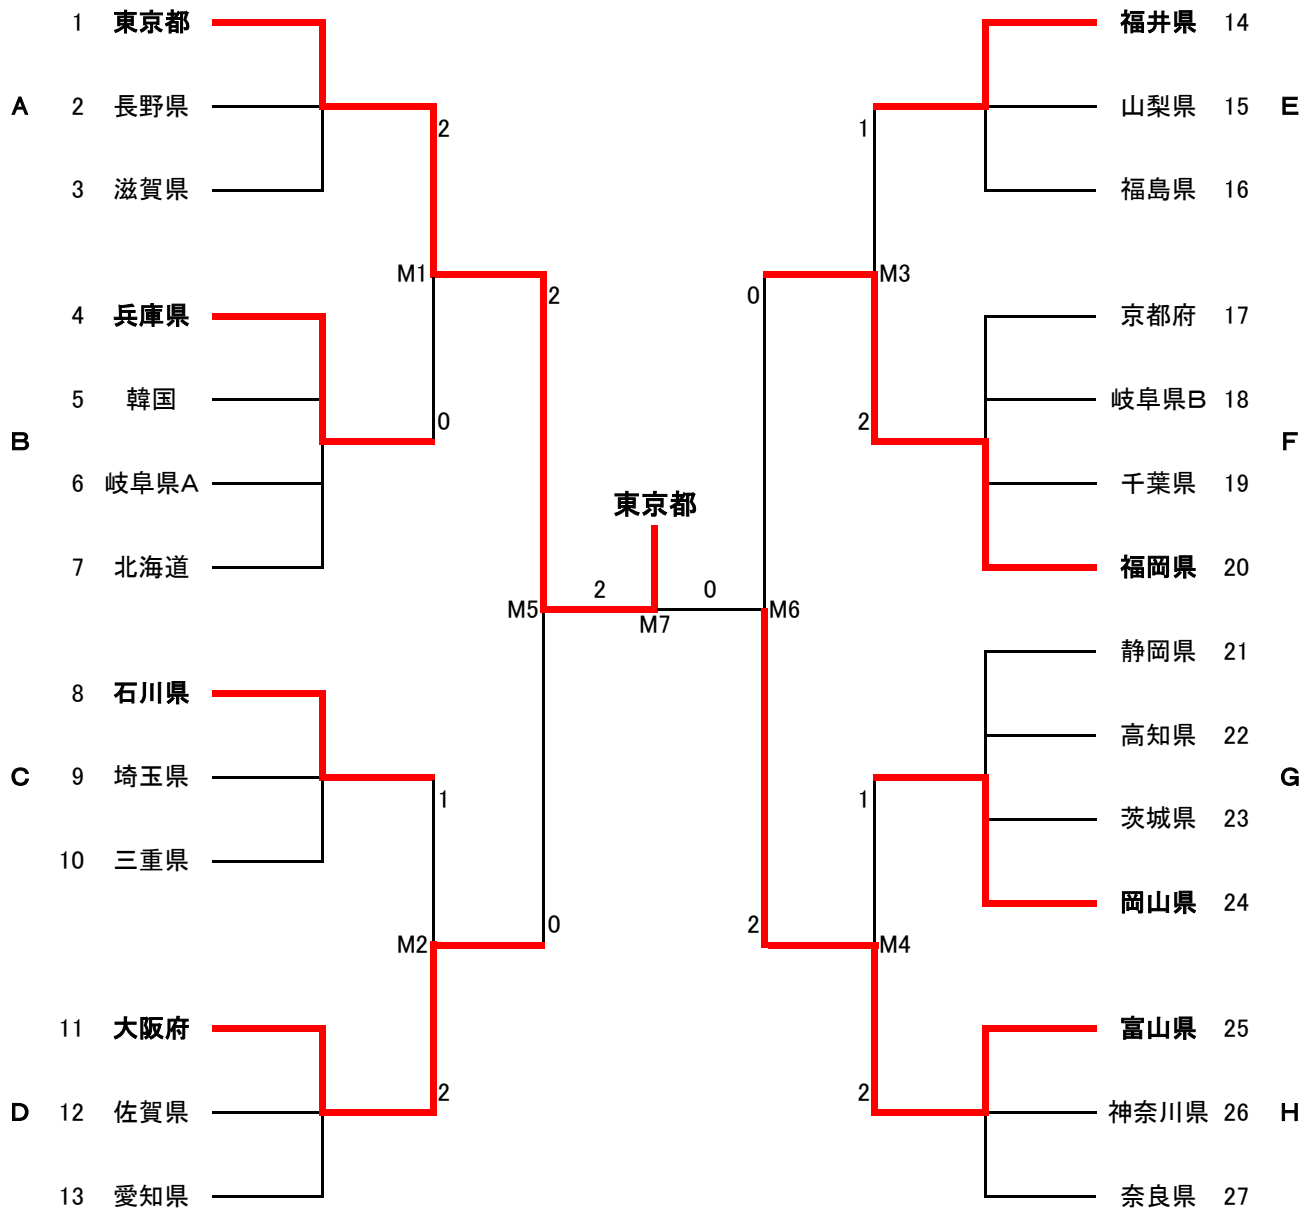 1 東京都
A 2 長野県
3 滋賀県
4 兵庫県
5 韓国
B
6 岐阜県A
7 北海道
8 石川県
C 9 埼玉県
10 三重県
11 大阪府
D 12 佐賀県
13 愛知県
2
M1
0
1
M2
2
2
M5
0
東京都
2 0
M7
0
M6
2
1
M3
2
1
M4
2
福井県 14
山梨県 15 E
福島県 16
京都府 17
岐阜県B 18
F
千葉県 19
福岡県 20
静岡県 21
高知県 22
G
茨城県 23
岡山県 24
富山県 25
神奈川県 26 H
奈良県 27